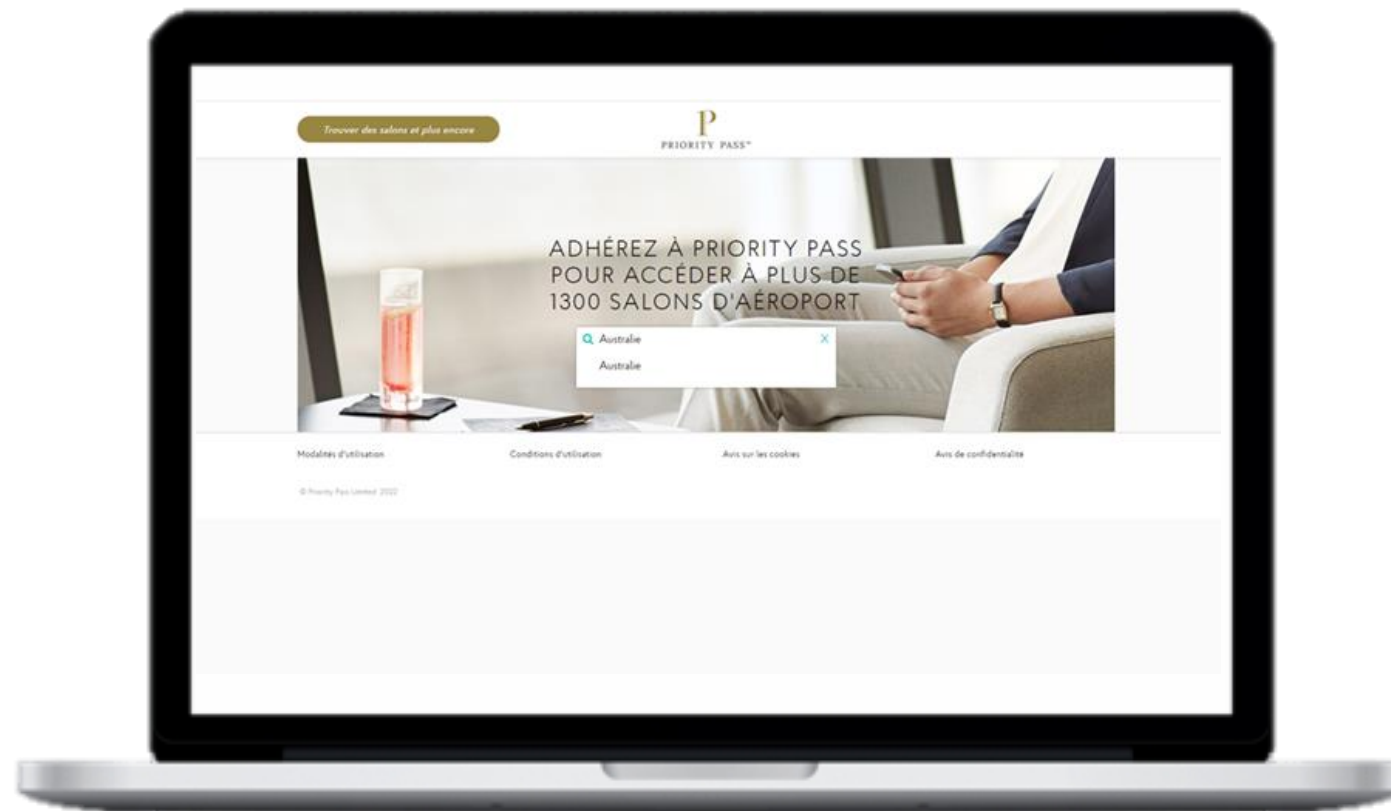 Trouver des salons et plus encore
P
PRIORITY PASS™
ADHÉREZ À PRIORITY PASS
POUR ACCÉDER À PLUS DE
1300 SALONS D'AÉROPORT
Australie X
Australie
Modalités d'utilisation Conditions d'utilisation Avis sur les cookies Avis de confidentialité
© Priority Pass Limited 2022